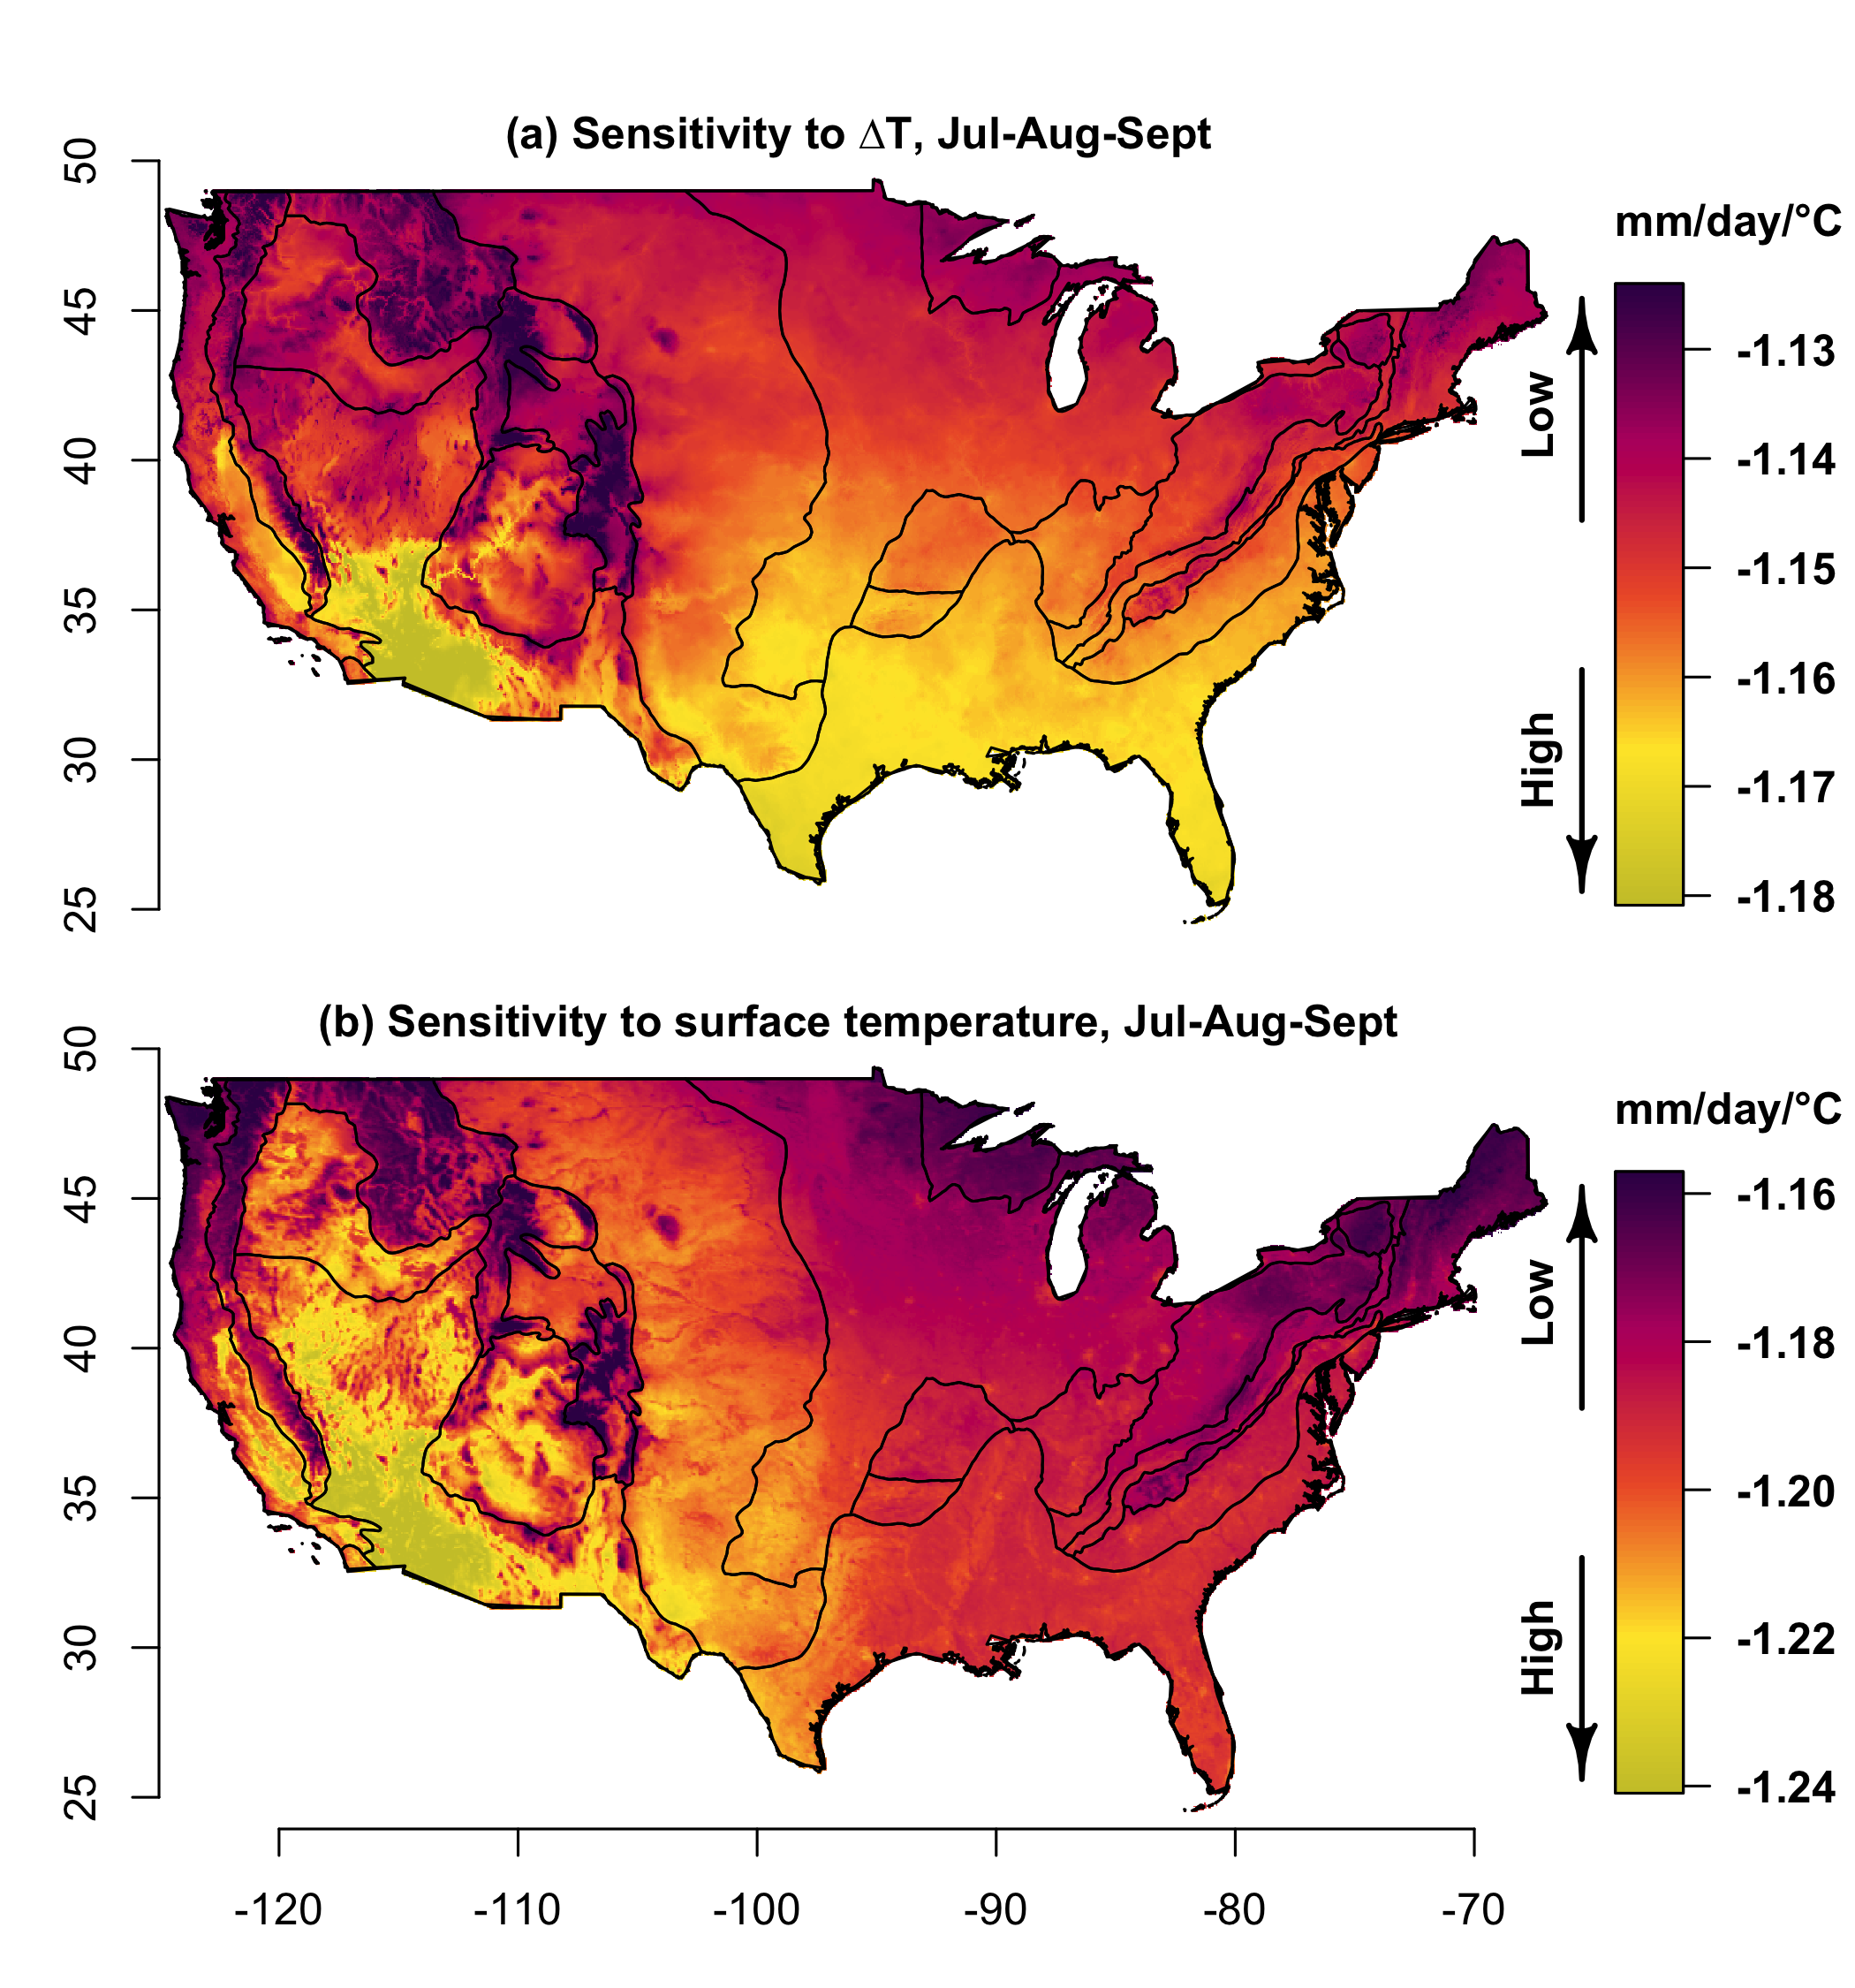 (a) Sensitivity to ΔT, Jul-Aug-Sept
50
45
40
35
30
25
mm/day/°C
-1.13
-1.14
-1.15
-1.16
-1.17
-1.18
Low
High
(b) Sensitivity to surface temperature, Jul-Aug-Sept
50
45
40
35
30
25
mm/day/°C
-1.16
-1.18
-1.20
-1.22
-1.24
Low
High
-120 -110 -100 -90 -80 -70